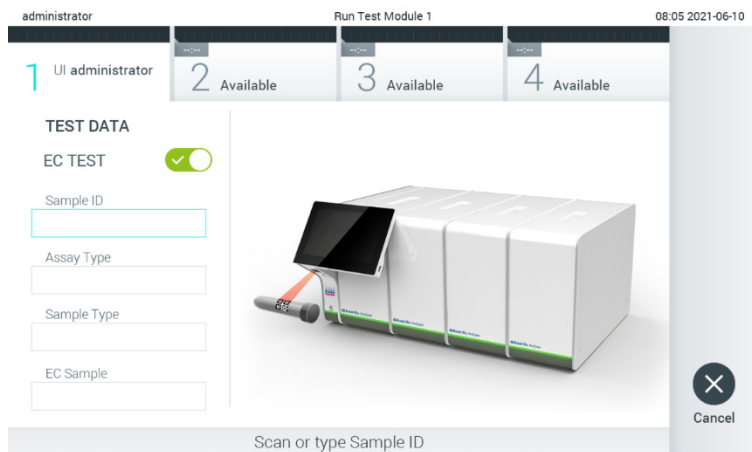 administrator Run Test Module 1 08:05 2021-06-10
--:-- --:-- --:--
1 UI administrator 2 Available 3 Available 4 Available
TEST DATA
EC TEST
Sample ID
Assay Type
Sample Type
EC Sample
Cancel
Scan or type Sample ID